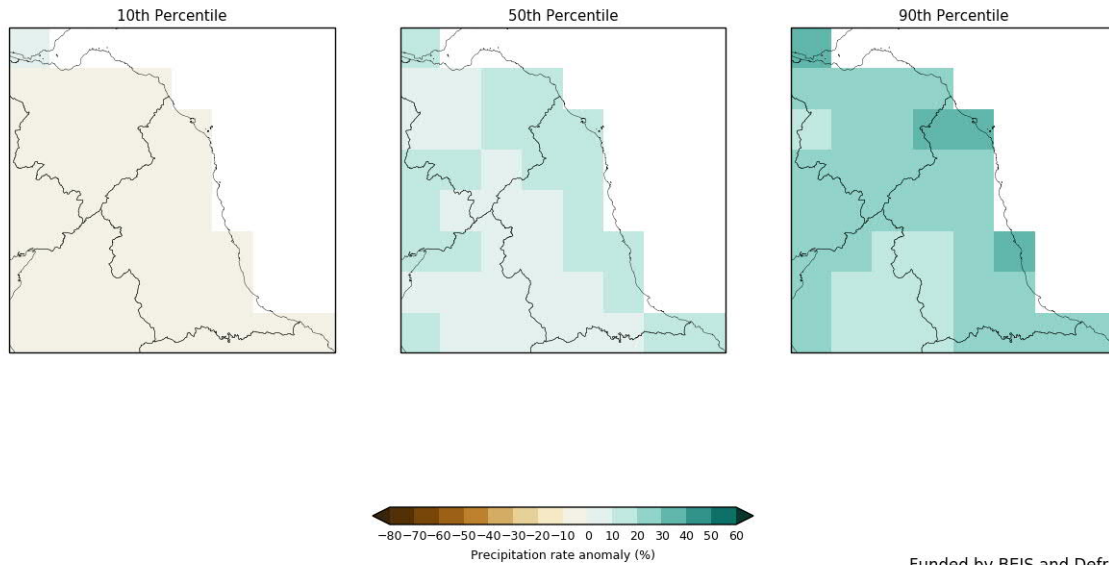 10th Percentile
50th Percentile
90th Percentile
−80−70−60−50−40−30−20−10 0 10 20 30 40 50 60
Precipitation rate anomaly (%)
Funded by BEIS and Defr